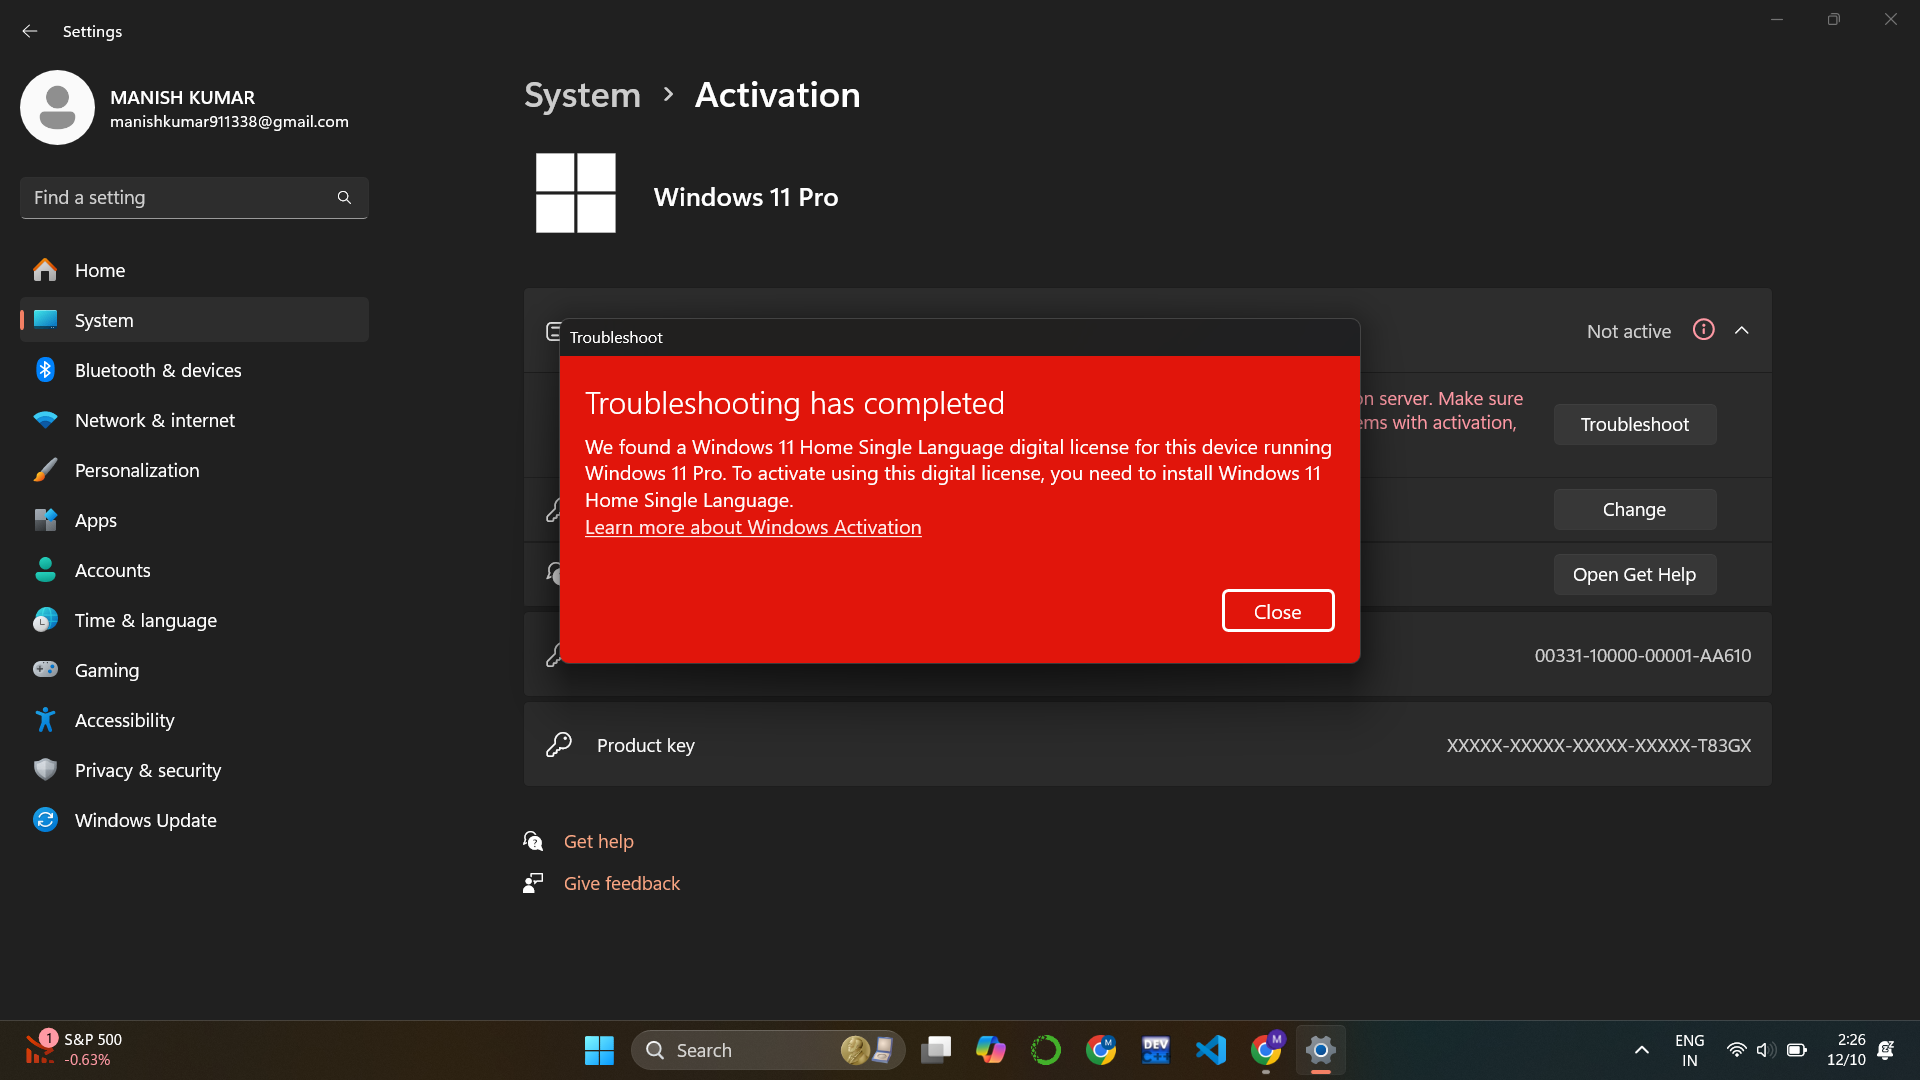 Settings
MANISH KUMAR
manishkumar911338@gmail.com
Find a setting
Home
System
Bluetooth & devices
Network & internet
Personalization
Apps
Accounts
Time & language
Gaming
Accessibility
Privacy & security
Windows Update
System > Activation
Windows 11 Pro
Not active
on server. Make sure
ems with activation,
Troubleshoot
Change
Open Get Help
Troubleshoot
Troubleshooting has completed
We found a Windows 11 Home Single Language digital license for this device running
Windows 11 Pro. To activate using this digital license, you need to install Windows 11
Home Single Language.
Learn more about Windows Activation
Close
00331-10000-00001-AA610
Product key
XXXXX-XXXXX-XXXXX-XXXXX-T83GX
Get help
Give feedback
1
S&P 500
-0.63%
Search
M
DEV
C++
M
ENG
IN
2:26
12/10